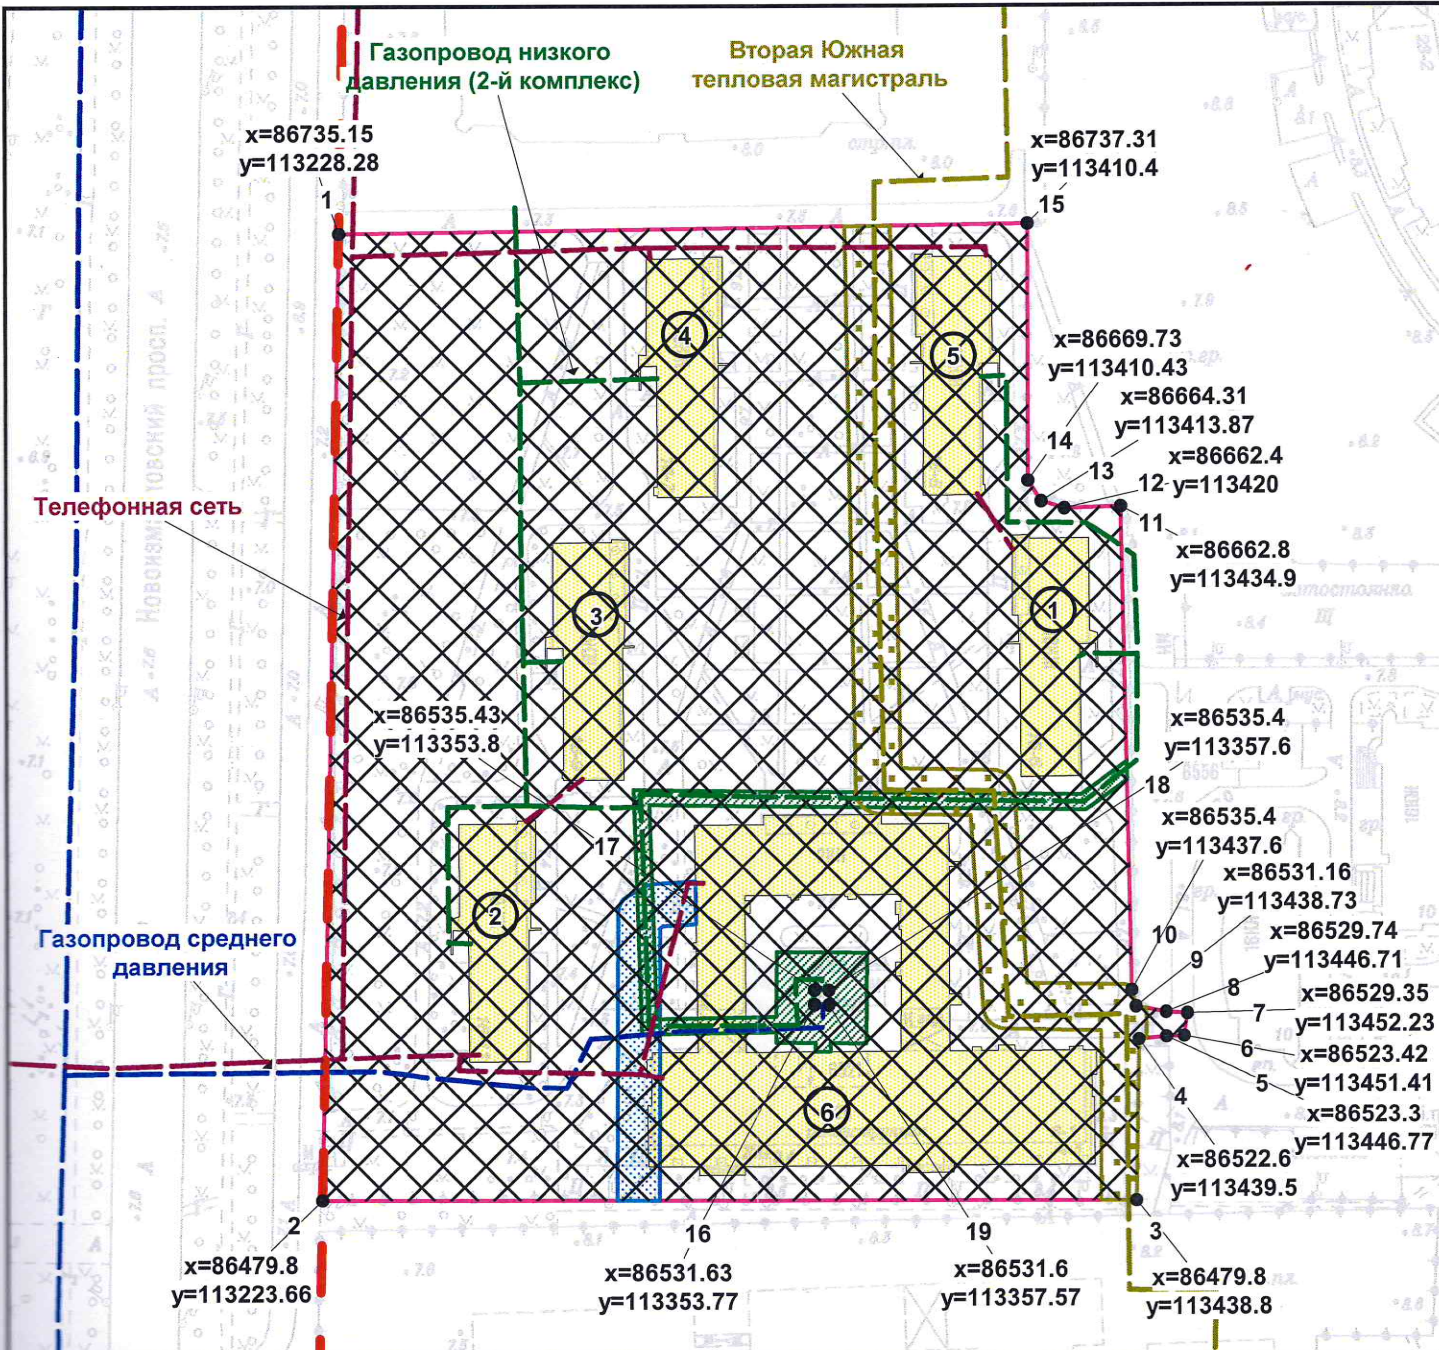 Газопровод низкого
давления (2-й комплекс)
Вторая Южная
тепловая магистраль
x=86735.15
y=113228.28
1
x=86737.31
y=113410.4
15
4
5
x=86669.73
y=113410.43
14
x=86664.31
y=113413.87
13
x=86662.4
y=113420
12
11
x=86662.8
y=113434.9
Телефонная сеть
3
1
x=86535.43
y=113353.8
17
x=86535.4
y=113357.6
18
x=86535.4
y=113437.6
10
x=86531.16
y=113438.73
9
x=86529.74
y=113446.71
8
x=86529.35
y=113452.23
7
2
Газопровод среднего
давления
6
x=86523.42
y=113451.41
5
x=86523.3
y=113446.77
4
x=86522.6
y=113439.5
6
2
x=86479.8
y=113223.66
16
x=86531.63
y=113353.77
19
x=86531.6
y=113357.57
3
x=86479.8
y=113438.8